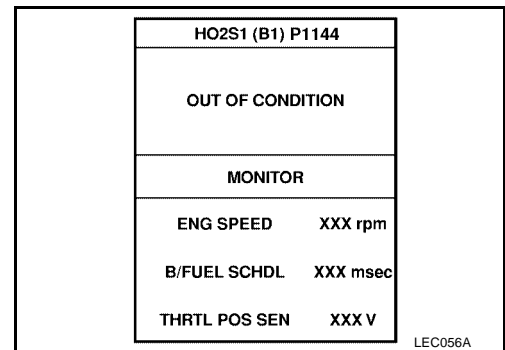 HO2S1 (B1) P1144
OUT OF CONDITION
MONITOR
ENG SPEED XXX rpm
B/FUEL SCHDL XXX msec
THRTL POS SEN XXX V
LEC056A